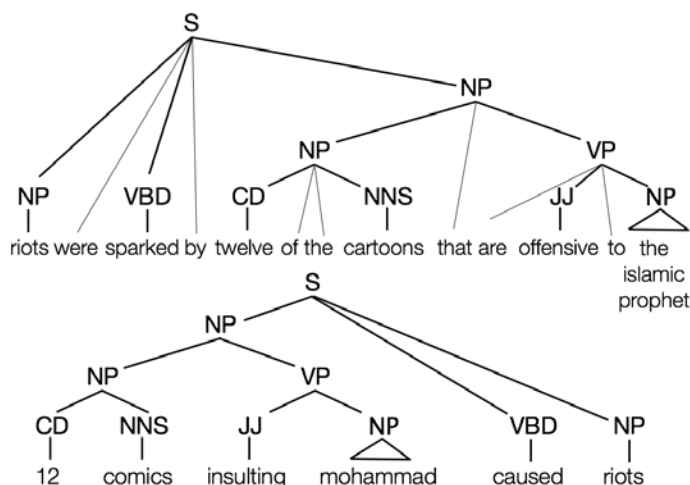 S
NP
NP VP
NP VBD CD NNS JJ NP
riots were sparked by twelve of the cartoons that are offensive to the
islamic
prophet
S
NP
NP VP
CD NNS JJ NP VBD NP
12 comics insulting mohammad caused riots